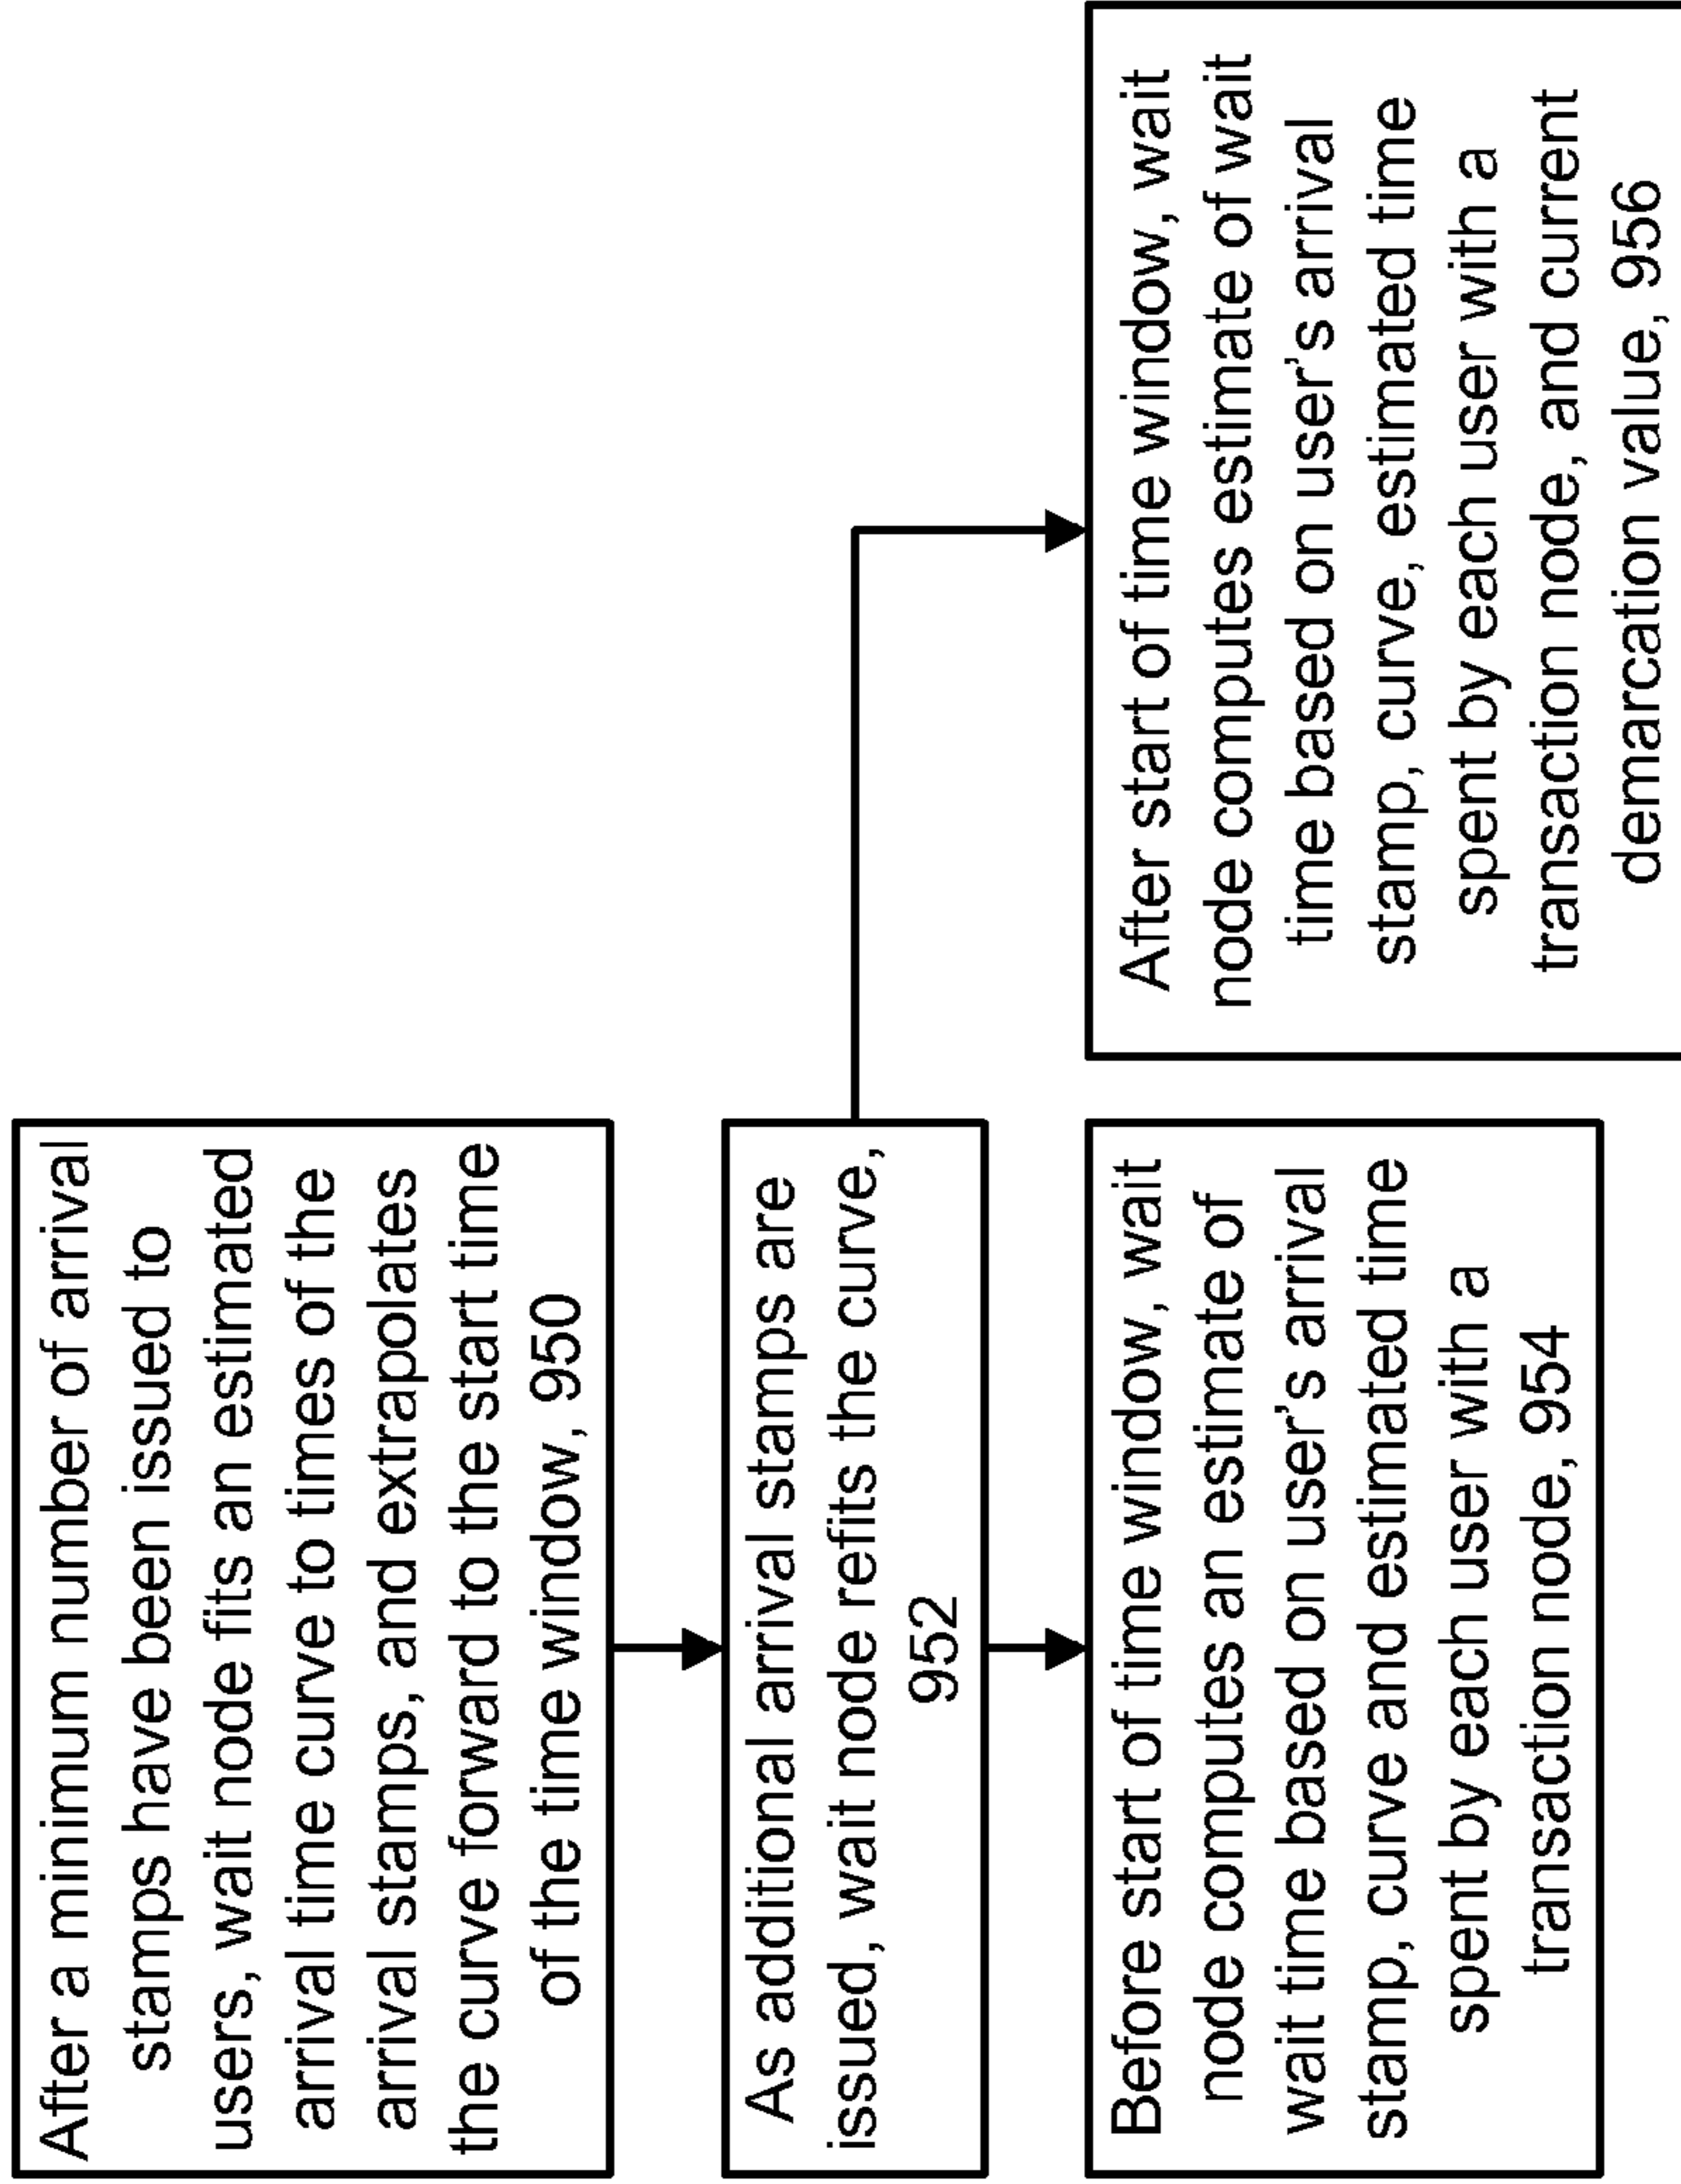 After a minimum number of arrival
stamps have been issued to
users, wait node fits an estimated
arrival time curve to times of the
arrival stamps, and extrapolates
the curve forward to the start time
of the time window, 950
As additional arrival stamps are
issued, wait node refits the curve,
952
Before start of time window, wait
node computes an estimate of
wait time based on user's arrival
stamp, curve and estimated time
spent by each user with a
transaction node, 954
After start of time window, wait
node computes estimate of wait
time based on user's arrival
stamp, curve, estimated time
spent by each user with a
transaction node, and current
demarcation value, 956